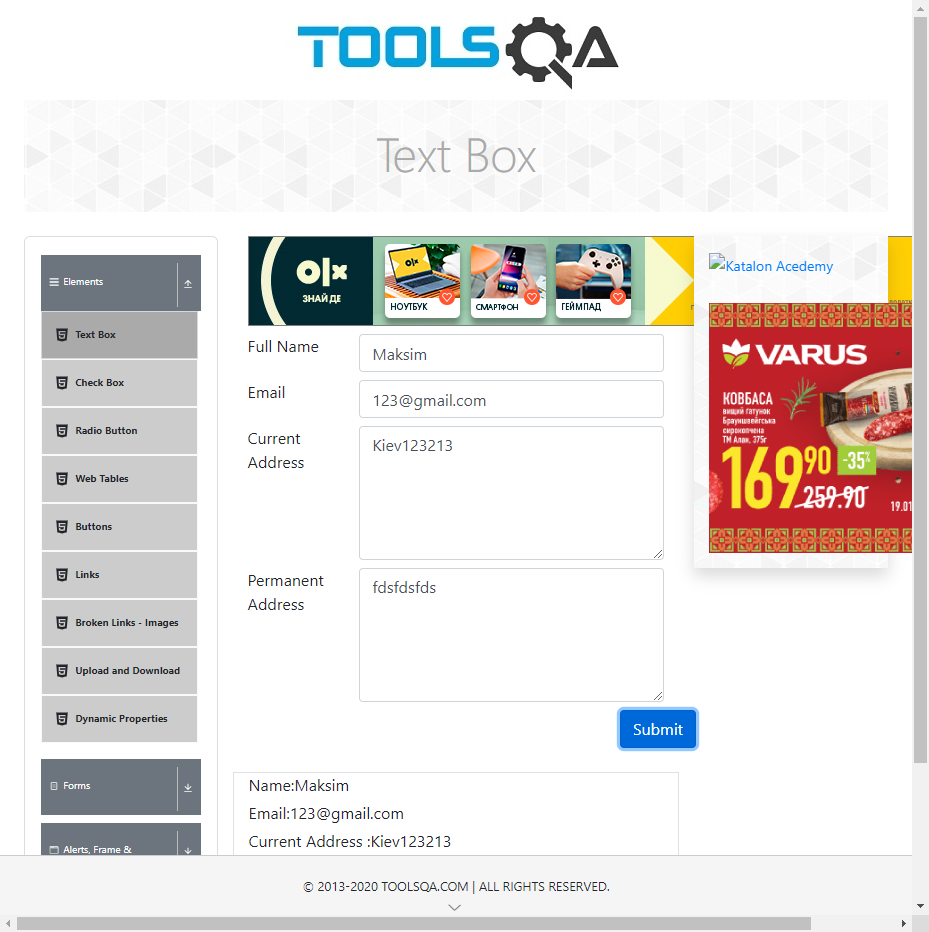 TOOLSQA
Text Box
Elements
Text Box
Check Box
Radio Button
Web Tables
Buttons
Links
Broken Links - Images
Upload and Download
Dynamic Properties
Forms
Alerts, Frame &
olx
ЗНАЙ ДЕ
olx
НОУТБУК
СМАРТФОН
ГЕЙМПАД
Full Name
Maksim
Email
123@gmail.com
Current
Address
Kiev123213
Permanent
Address
fdsfdsfds
Submit
Name:Maksim
Email:123@gmail.com
Current Address :Kiev123213
Katalon Acedemy
VARUS
КОВБАСА
вищий ґатунок
Брауншвейгська
сирокопчена
ТМ Алан, 375г
169 90
-35%
259.90
19.01
© 2013-2020 TOOLSQA.COM | ALL RIGHTS RESERVED.